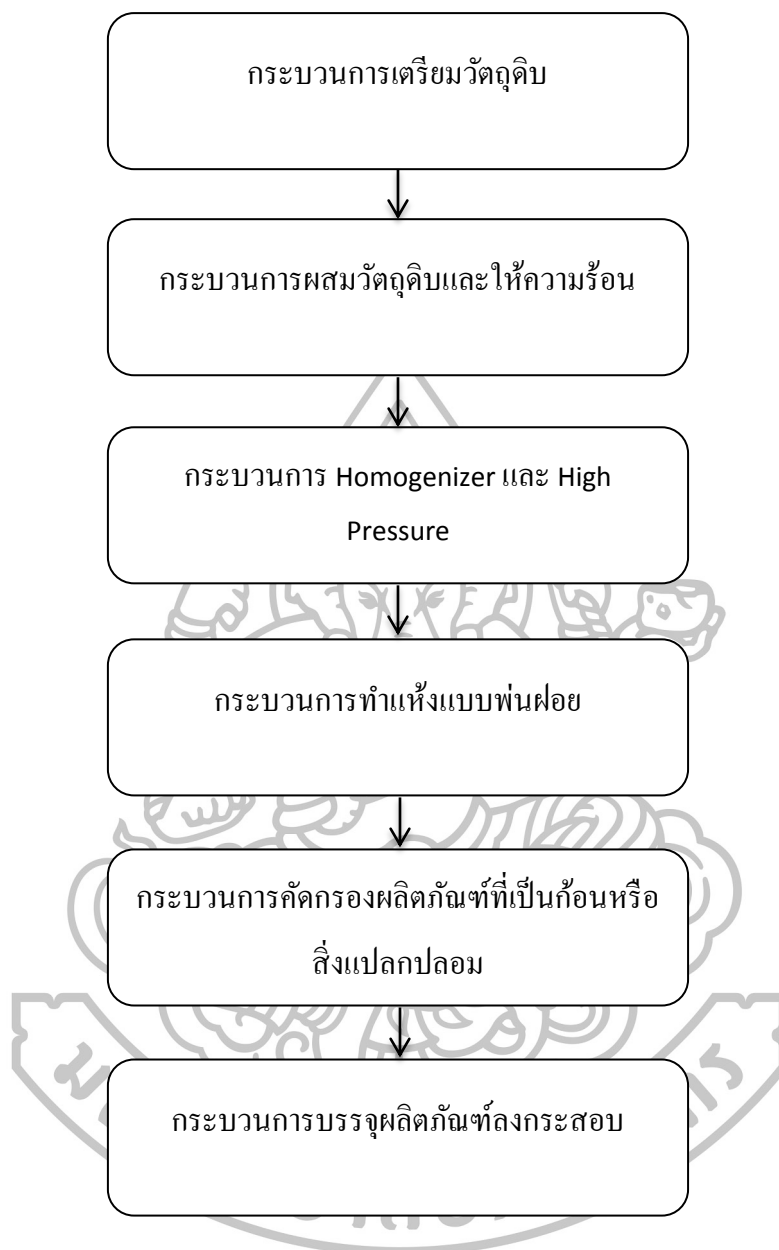 กระบวนการเตรียมวัตถุดิบ
กระบวนการผสมวัตถุดิบและให้ความร้อน
กระบวนการ Homogenizer และ High
Pressure
กระบวนการทำแห้งแบบพ่นฝอย
กระบวนการคัดกรองผลิตภัณฑ์ที่เป็นก้อนหรือ
สิ่งแปลกปลอม
กระบวนการบรรจุผลิตภัณฑ์ลงกระสอบ